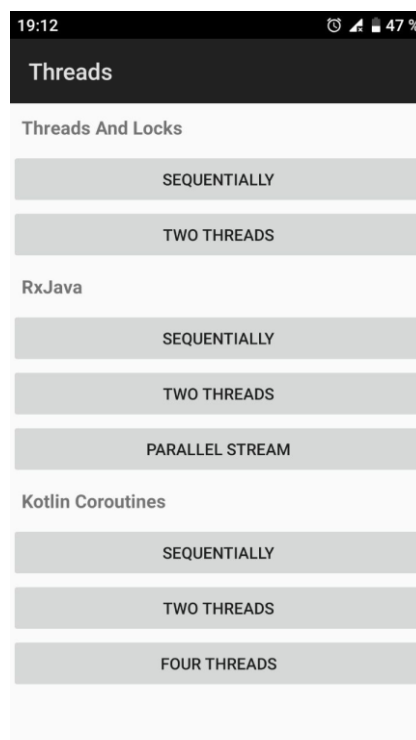 19:12 47 %
Threads
Threads And Locks
SEQUENTIALLY
TWO THREADS
RxJava
SEQUENTIALLY
TWO THREADS
PARALLEL STREAM
Kotlin Coroutines
SEQUENTIALLY
TWO THREADS
FOUR THREADS